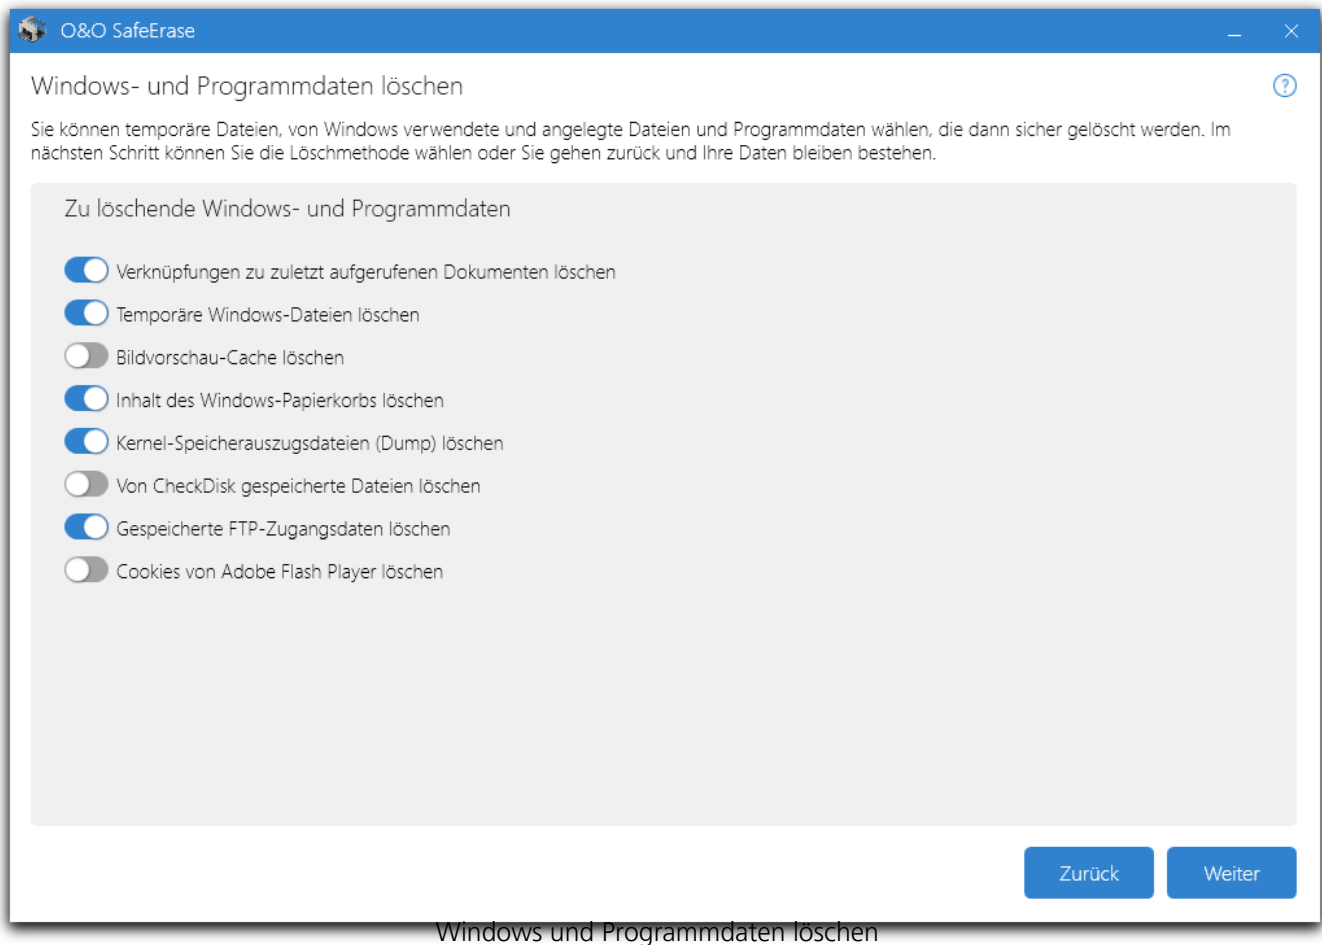 O&O SafeErase
Windows- und Programmdaten löschen
?
Sie können temporäre Dateien, von Windows verwendete und angelegte Dateien und Programmdaten wählen, die dann sicher gelöscht werden. Im
nächsten Schritt können Sie die Löschmethode wählen oder Sie gehen zurück und Ihre Daten bleiben bestehen.
Zu löschende Windows- und Programmdaten
Verknüpfungen zu zuletzt aufgerufenen Dokumenten löschen
Temporäre Windows-Dateien löschen
Bildvorschau-Cache löschen
Inhalt des Windows-Papierkorbs löschen
Kernel-Speicherauszugsdateien (Dump) löschen
Von CheckDisk gespeicherte Dateien löschen
Gespeicherte FTP-Zugangsdaten löschen
Cookies von Adobe Flash Player löschen
Zurück Weiter
Windows und Programmdaten löschen